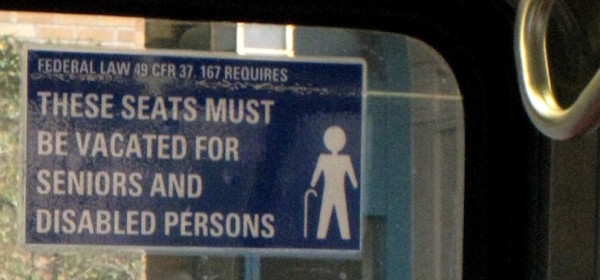 FEDERAL LAW 49 CFR 37.167 REQUIRES
THESE SEATS MUST
BE VACATED FOR
SENIORS AND
DISABLED PERSONS